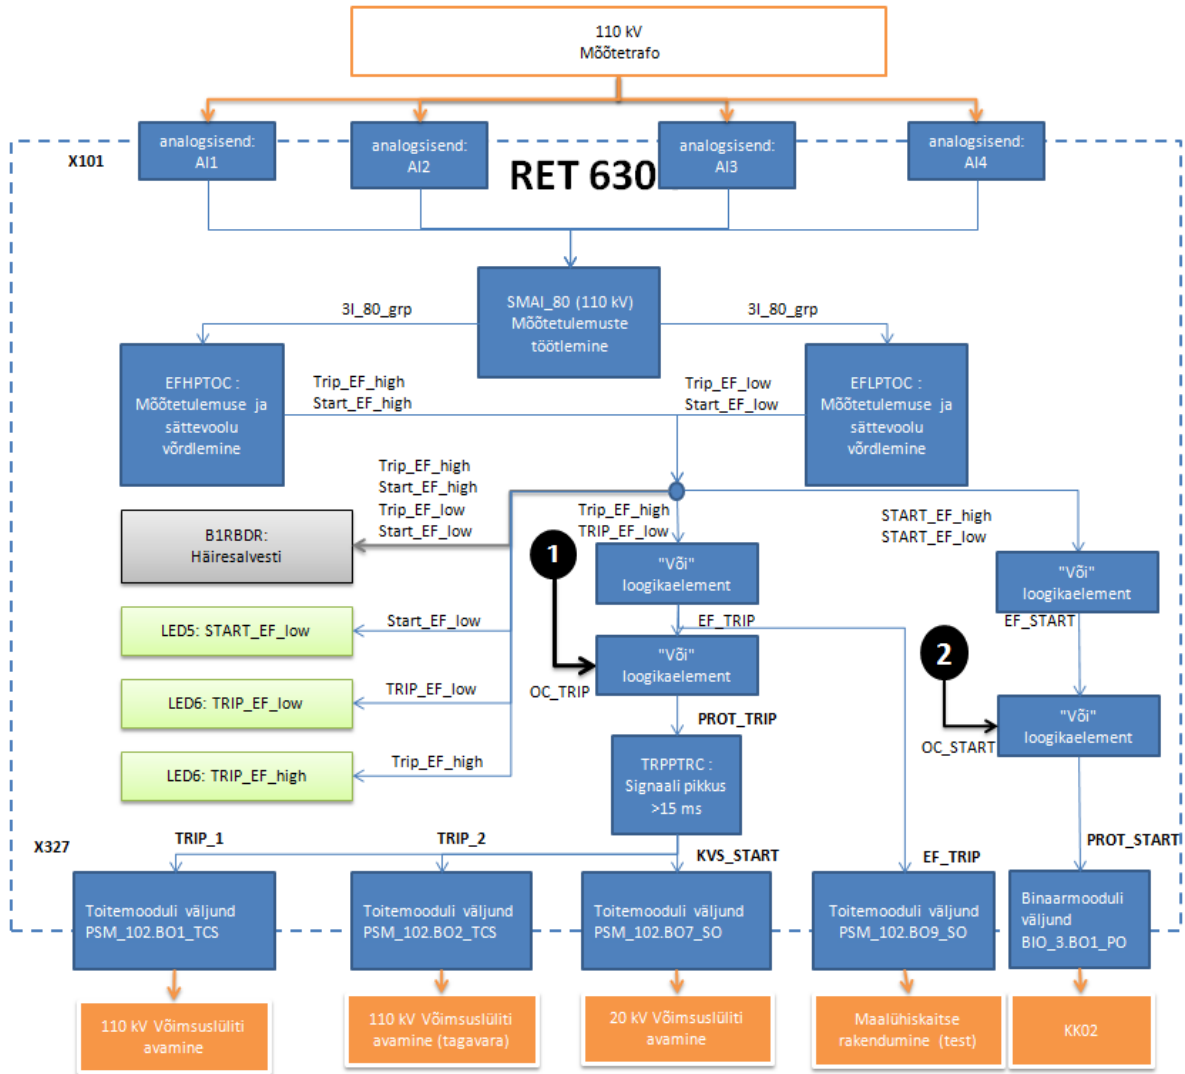 110 kV
Mõõtetrafo
analogsisend:
AI1
analogsisend:
AI2
analogsisend:
AI3
analogsisend:
AI4
X101
RET 630
SMAI_80 (110 kV)
Mõõtetulemuste
töötlemine
3I_80_grp
3I_80_grp
EFHPTOC :
Mõõtetulemuse ja
sättevoolu
võrdlemine
Trip_EF_high
Start_EF_high
Trip_EF_low
Start_EF_low
EFLPTOC :
Mõõtetulemuse ja
sättevoolu
võrdlemine
Trip_EF_high
Start_EF_high
Trip_EF_low
Start_EF_low
Trip_EF_high
TRIP_EF_low
START_EF_high
START_EF_low
B1RBDR:
Häiresalvesti
1
"Või"
loogikaelement
"Või"
loogikaelement
LED5: START_EF_low
Start_EF_low
EF_TRIP
EF_START
"Või"
loogikaelement
2
OC_TRIP
LED6: TRIP_EF_low
TRIP_EF_low
PROT_TRIP
"Või"
loogikaelement
OC_START
LED6: TRIP_EF_high
Trip_EF_high
TRPPTRC :
Signaali pikkus
>15 ms
X327
TRIP_1
TRIP_2
KVS_START
EF_TRIP
PROT_START
Toitemooduli väljund
PSM_102.BO1_TCS
Toitemooduli väljund
PSM_102.BO2_TCS
Toitemooduli väljund
PSM_102.BO7_SO
Toitemooduli väljund
PSM_102.BO9_SO
Binaarmooduli
väljund
BIO_3.BO1_PO
110 kV Võimsuslüliti
avamine
110 kV Võimsuslüliti
avamine (tagavara)
20 kV Võimsuslüliti
avamine
Maalühiskaitse
rakendumine (test)
KK02